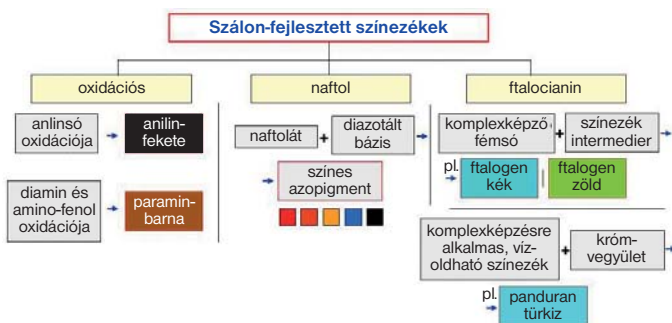 Szálon-fejlesztett színezékek
oxidációs
anlinsó
oxidációja
anilin-
fekete
diamin és
amino-fenol
oxidációja
paramin-
barna
naftol
naftolát
+
diazotált
bázis
színes
azopigment
ftalocianin
komplexképző
fémsó
+
színezék
intermedier
pl.
ftalogen
kék
ftalogen
zöld
komplexképzésre
alkalmas, víz-
oldható színezék
+
króm-
vegyület
pl.
panduran
türkiz